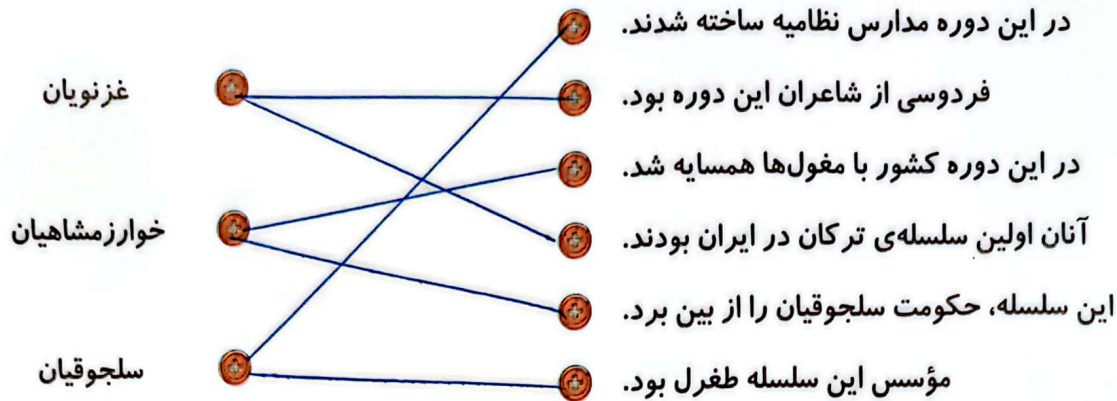 در این دوره مدارس نظامیه ساخته شدند.
فردوسی از شاعران این دوره بود.
در این دوره کشور با مغول‌ها همسایه شد.
آنان اولین سلسله‌ی ترکان در ایران بودند.
این سلسله، حکومت سلجوقیان را از بین برد.
مؤسس این سلسله طغرل بود.
غزنویان
خوارزمشاهیان
سلجوقیان